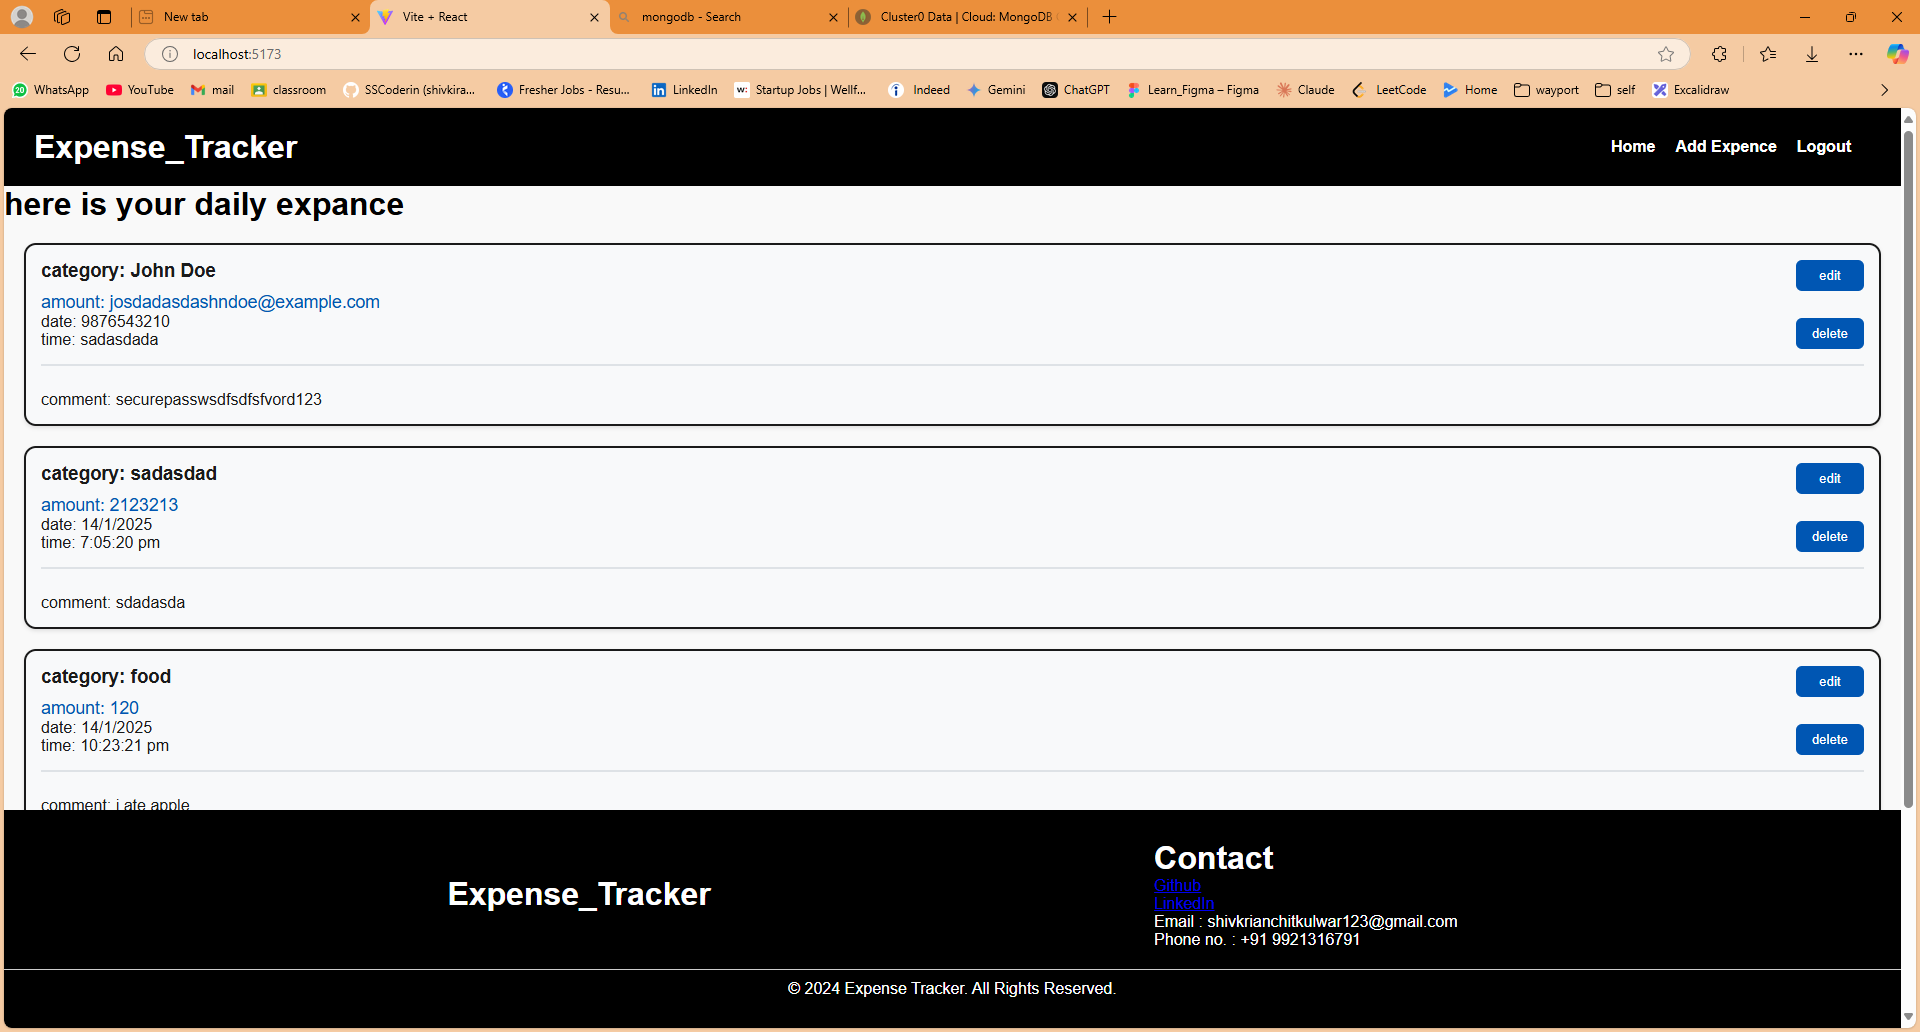 New tab
Vite + React
mongodb - Search
Cluster0 Data | Cloud: MongoDB
localhost:5173
20
WhatsApp
YouTube
mail
classroom
SSCoderin (shivkira...
Fresher Jobs - Resu...
LinkedIn
w:
Startup Jobs | Wellf...
Indeed
Gemini
ChatGPT
Learn_Figma – Figma
Claude
LeetCode
Home
wayport
self
Excalidraw
Expense_Tracker
Home
Add Expence
Logout
here is your daily expance
category: John Doe
edit
amount: josdadasdashndoe@example.com
date: 9876543210
time: sadasdada
delete
comment: securepasswsdfsdfsfvord123
category: sadasdad
edit
amount: 2123213
date: 14/1/2025
time: 7:05:20 pm
delete
comment: sdadasda
category: food
edit
amount: 120
date: 14/1/2025
time: 10:23:21 pm
delete
comment: i ate apple
Expense_Tracker
Contact
Github
LinkedIn
Email : shivkrianchitkulwar123@gmail.com
Phone no. : +91 9921316791
© 2024 Expense Tracker. All Rights Reserved.